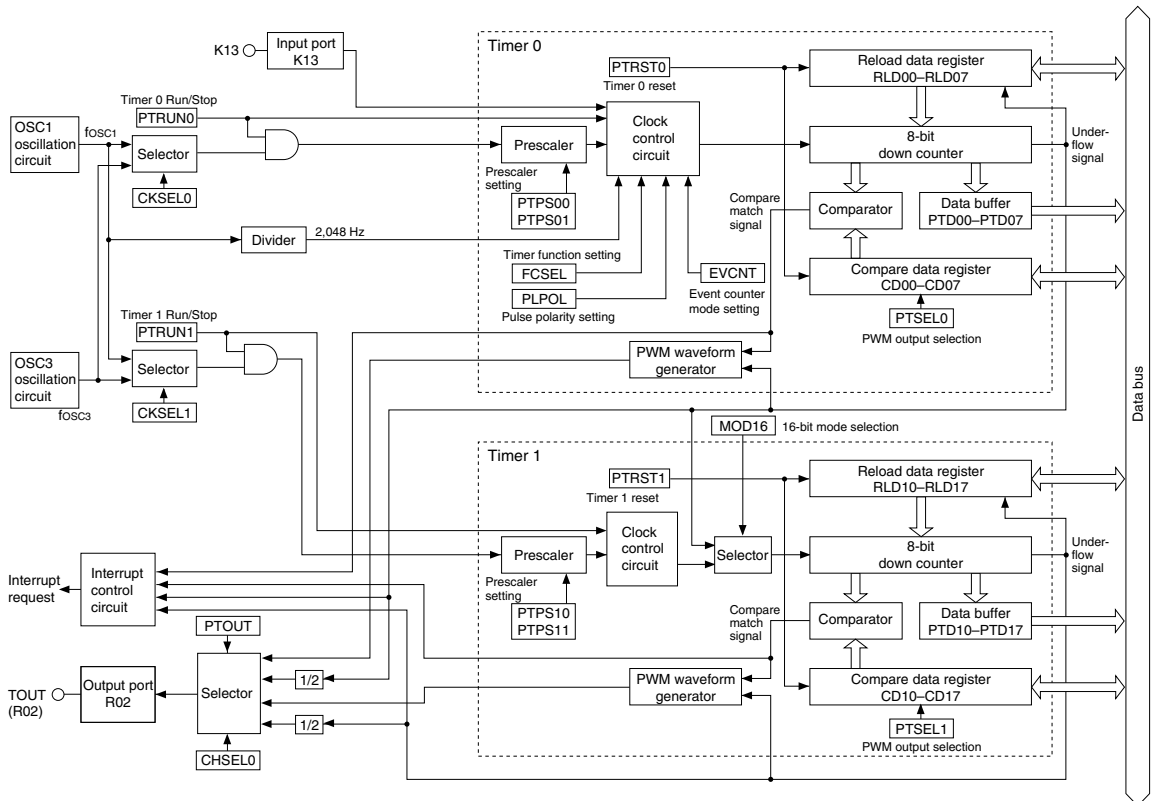 K13
Input port
K13
Timer 0
PTRST0
Timer 0 reset
Reload data register
RLD00–RLD07
Timer 0 Run/Stop
PTRUN0
OSC1
oscillation
circuit
fOSC1
Selector
CKSEL0
Prescaler
Prescaler
setting
PTPS00
PTPS01
Clock
control
circuit
8-bit
down counter
Under-
flow
signal
Compare
match
signal
Comparator
Data buffer
PTD00–PTD07
Divider
2,048 Hz
Timer function setting
FCSEL
PLPOL
Pulse polarity setting
EVCNT
Event counter
mode setting
Compare data register
CD00–CD07
PTSEL0
PWM output selection
Timer 1 Run/Stop
PTRUN1
OSC3
oscillation
circuit
fOSC3
Selector
CKSEL1
PWM waveform
generator
Data bus
MOD16
16-bit mode selection
Timer 1
PTRST1
Timer 1 reset
Reload data register
RLD10–RLD17
Prescaler
Prescaler
setting
PTPS10
PTPS11
Clock
control
circuit
Selector
8-bit
down counter
Under-
flow
signal
Compare
match
signal
Comparator
Data buffer
PTD10–PTD17
Interrupt
request
Interrupt
control
circuit
PTOUT
TOUT
(R02)
Output port
R02
Selector
1/2
1/2
CHSEL0
PWM waveform
generator
Compare data register
CD10–CD17
PTSEL1
PWM output selection